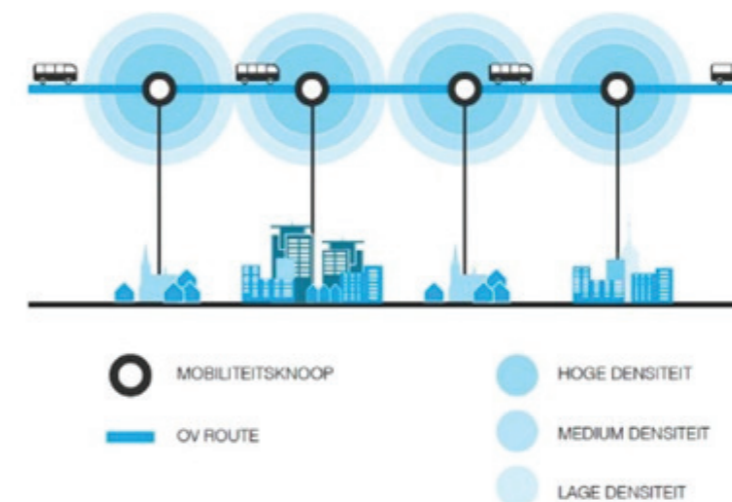 MOBILITEITSKNOOP
OV ROUTE
HOGE DENSITEIT
MEDIUM DENSITEIT
LAGE DENSITEIT